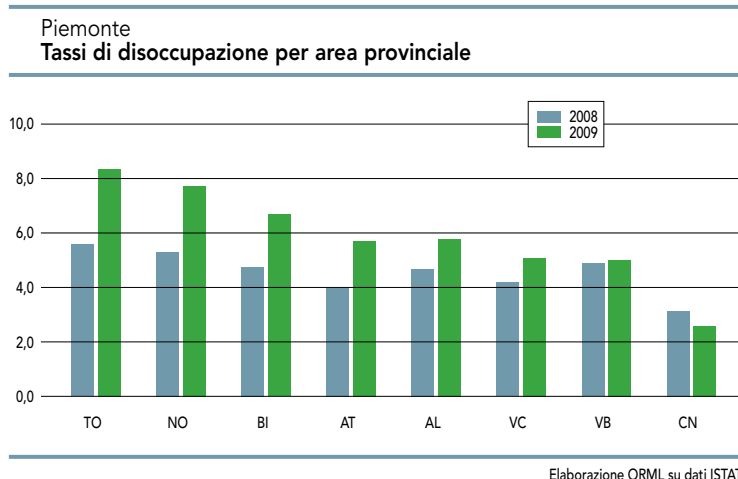 Piemonte
Tassi di disoccupazione per area provinciale
2008
2009
10,0
8,0
6,0
4,0
2,0
0,0
TO NO BI AT AL VC VB CN
Elaborazione ORML su dati ISTAT